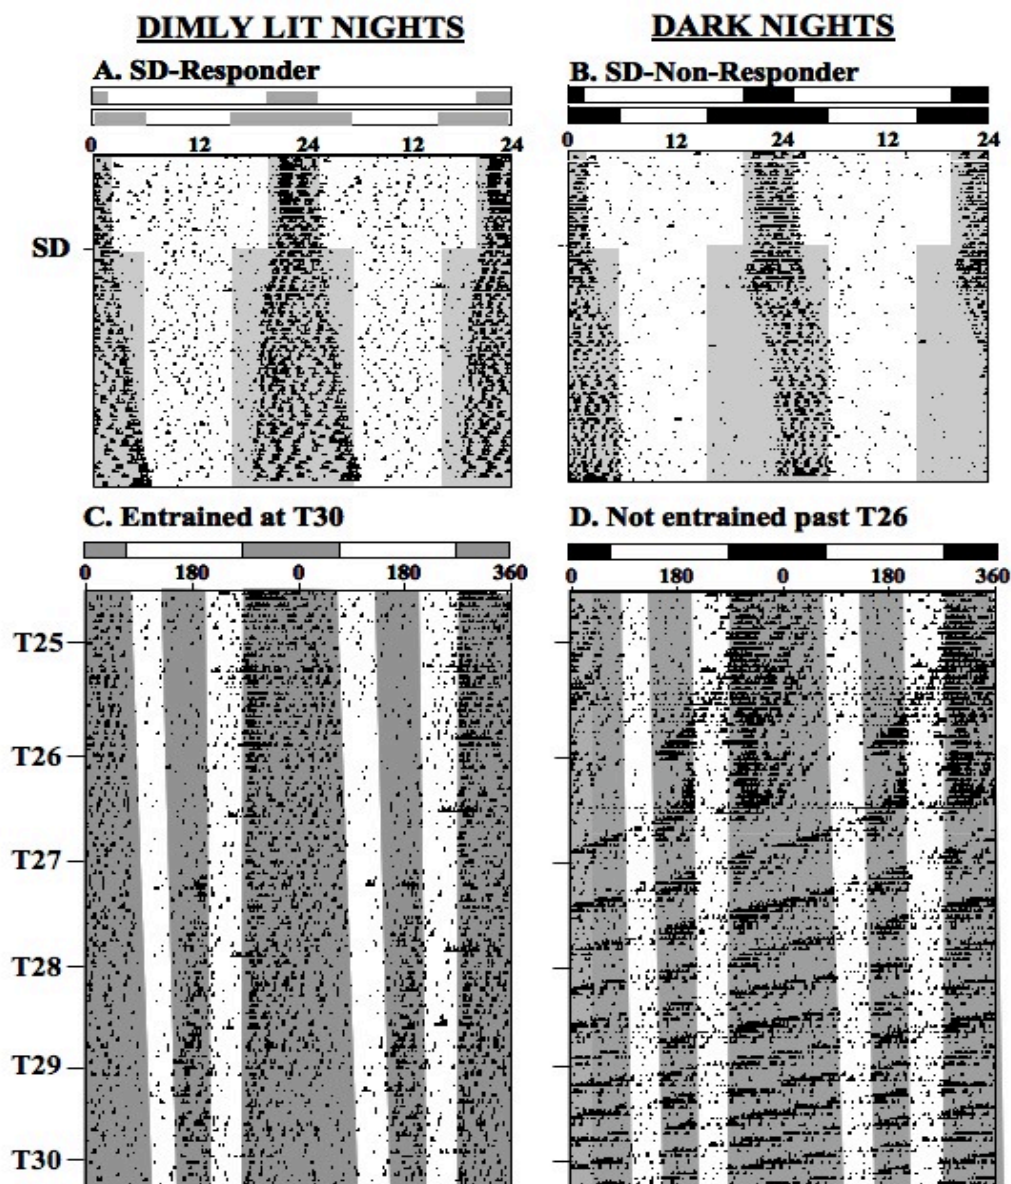 DIMLY LIT NIGHTS
DARK NIGHTS
A. SD-Responder
B. SD-Non-Responder
0 12 24 12 24
0 12 24 12 24
SD
C. Entrained at T30
D. Not entrained past T26
0 180 0 180 360
0 180 0 180 360
T25
T26
T27
T28
T29
T30